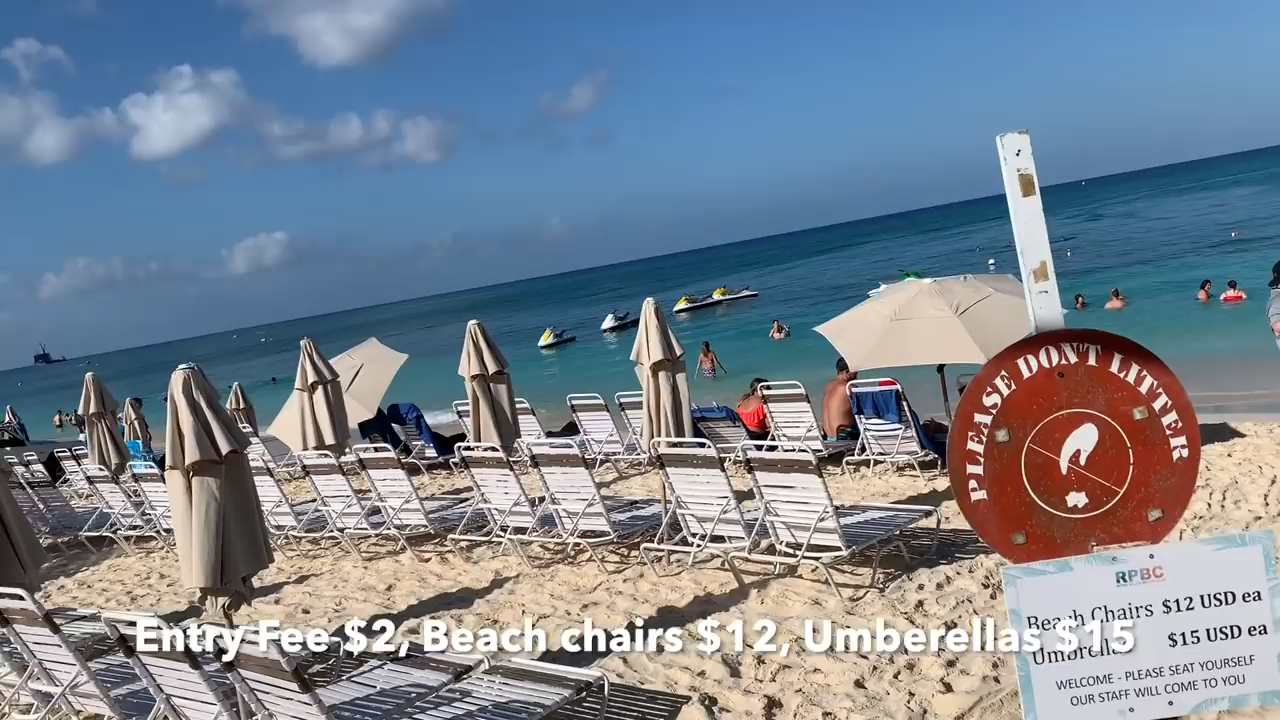 PLEASE DON'T LITTER
RPBC
Beach Chairs $12 USD ea
Umbrella $15 USD ea
WELCOME - PLEASE SEAT YOURSELF
OUR STAFF WILL COME TO YOU
Entry Fee $2, Beach chairs $12, Umberellas $15